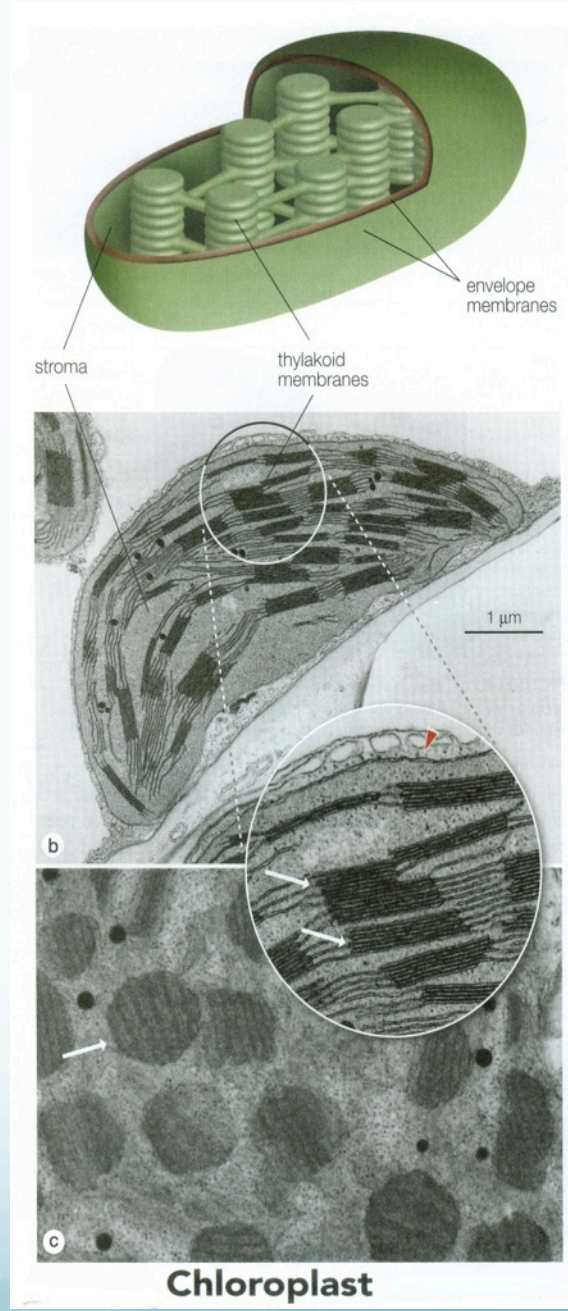 envelope
membranes
stroma
thylakoid
membranes
1 µm
b
c
Chloroplast